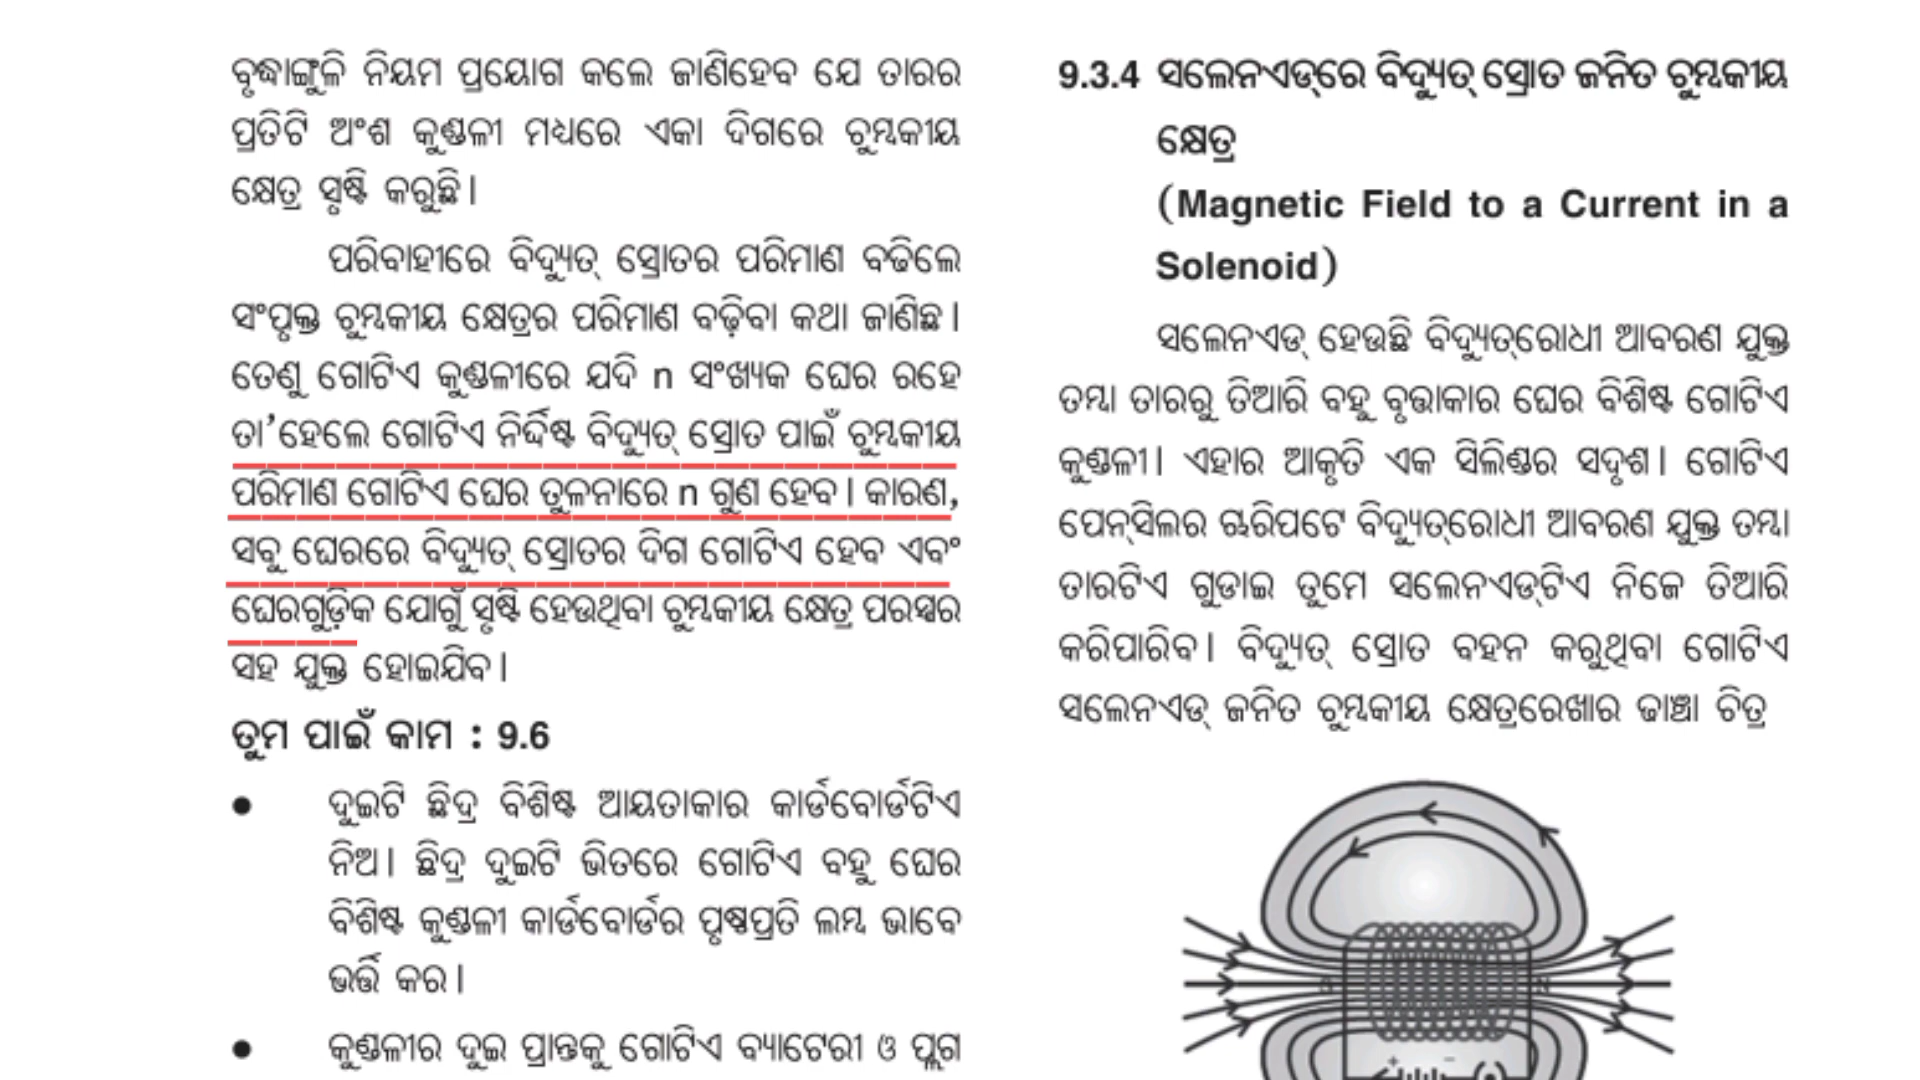 ବୃଦ୍ଧାଙ୍ଗୁଳି ନିୟମ ପ୍ରୟୋଗ କଲେ ଜାଣିହେବ ଯେ ତାରର
ପ୍ରତିଟି ଅଂଶ କୁଣ୍ଡଳୀ ମଧ୍ୟରେ ଏକା ଦିଗରେ ଚୁମ୍ବକୀୟ
କ୍ଷେତ୍ର ସୃଷ୍ଟି କରୁଛି।
ପରିବାହୀରେ ବିଦ୍ୟୁତ୍ ସ୍ରୋତର ପରିମାଣ ବଢିଲେ
ସଂପୃକ୍ତ ଚୁମ୍ବକୀୟ କ୍ଷେତ୍ରର ପରିମାଣ ବଢ଼ିବା କଥା ଜାଣିଛ।
ତେଣୁ ଗୋଟିଏ କୁଣ୍ଡଳୀରେ ଯଦି n ସଂଖ୍ୟକ ଘେର ରହେ
ତା'ହେଲେ ଗୋଟିଏ ନିର୍ଦ୍ଦିଷ୍ଟ ବିଦ୍ୟୁତ୍ ସ୍ରୋତ ପାଇଁ ଚୁମ୍ବକୀୟ
ପରିମାଣ ଗୋଟିଏ ଘେର ତୁଳନାରେ n ଗୁଣ ହେବ। କାରଣ,
ସବୁ ଘେରରେ ବିଦ୍ୟୁତ୍ ସ୍ରୋତର ଦିଗ ଗୋଟିଏ ହେବ ଏବଂ
ଘେରଗୁଡ଼ିକ ଯୋଗୁଁ ସୃଷ୍ଟି ହେଉଥିବା ଚୁମ୍ବକୀୟ କ୍ଷେତ୍ର ପରସ୍ପର
ସହ ଯୁକ୍ତ ହୋଇଯିବ।
ତୁମ ପାଇଁ କାମ : 9.6
● ଦୁଇଟି ଛିଦ୍ର ବିଶିଷ୍ଟ ଆୟତାକାର କାର୍ଡବୋର୍ଡଟିଏ
ନିଅ। ଛିଦ୍ର ଦୁଇଟି ଭିତରେ ଗୋଟିଏ ବହୁ ଘେର
ବିଶିଷ୍ଟ କୁଣ୍ଡଳୀ କାର୍ଡବୋର୍ଡର ପୃଷ୍ଠପ୍ରତି ଲମ୍ବ ଭାବେ
ଭର୍ତ୍ତି କର।
● କୁଣ୍ଡଳୀର ଦୁଇ ପ୍ରାନ୍ତକୁ ଗୋଟିଏ ବ୍ୟାଟେରୀ ଓ ପ୍ଲଗ
9.3.4 ସଲେନଏଡ୍‌ରେ ବିଦ୍ୟୁତ୍ ସ୍ରୋତ ଜନିତ ଚୁମ୍ବକୀୟ
କ୍ଷେତ୍ର
(Magnetic Field to a Current in a
Solenoid)
ସଲେନଏଡ୍ ହେଉଛି ବିଦ୍ୟୁତ୍‌ରୋଧୀ ଆବରଣ ଯୁକ୍ତ
ତମ୍ବା ତାରରୁ ତିଆରି ବହୁ ବୃତ୍ତାକାର ଘେର ବିଶିଷ୍ଟ ଗୋଟିଏ
କୁଣ୍ଡଳୀ। ଏହାର ଆକୃତି ଏକ ସିଲିଣ୍ଡର ସଦୃଶ। ଗୋଟିଏ
ପେନ୍‌ସିଲର ଚାରିପଟେ ବିଦ୍ୟୁତ୍‌ରୋଧୀ ଆବରଣ ଯୁକ୍ତ ତମ୍ବା
ତାରଟିଏ ଗୁଡାଇ ତୁମେ ସଲେନଏଡ୍‌ଟିଏ ନିଜେ ତିଆରି
କରିପାରିବ। ବିଦ୍ୟୁତ୍ ସ୍ରୋତ ବହନ କରୁଥିବା ଗୋଟିଏ
ସଲେନଏଡ୍ ଜନିତ ଚୁମ୍ବକୀୟ କ୍ଷେତ୍ରରେଖାର ଢାଞ୍ଚା ଚିତ୍ର
+ −